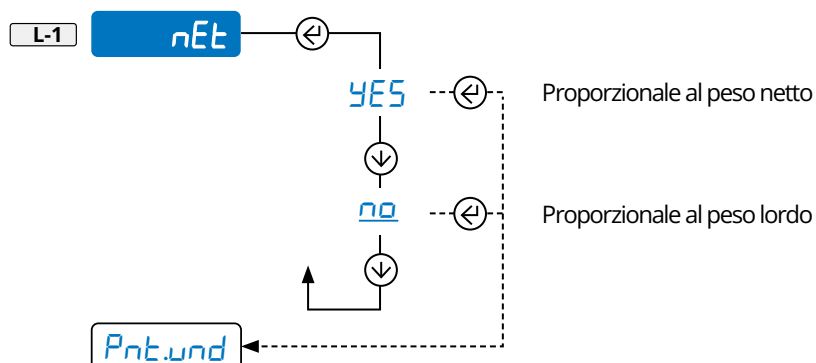 L-1 nEt
YES Proporzionale al peso netto
no Proporzionale al peso lordo
Pnt.und